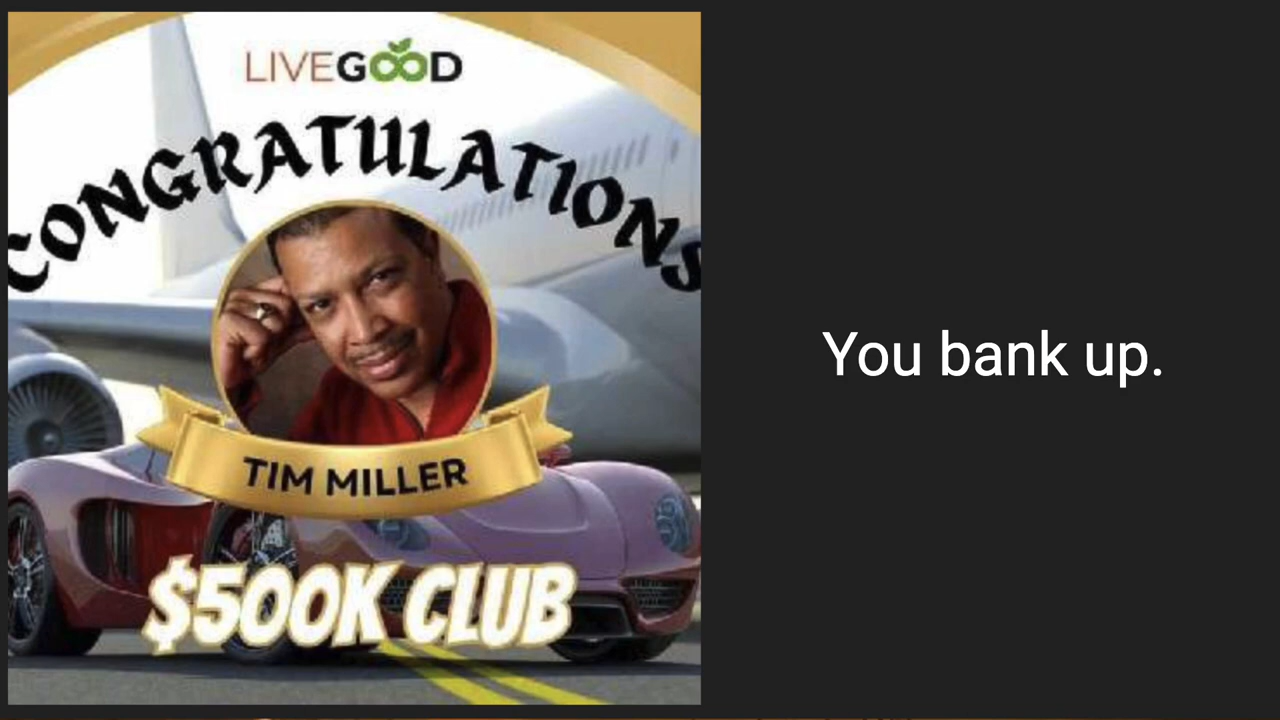 LIVEGOOD
CONGRATULATIONS
TIM MILLER
$500K CLUB
You bank up.